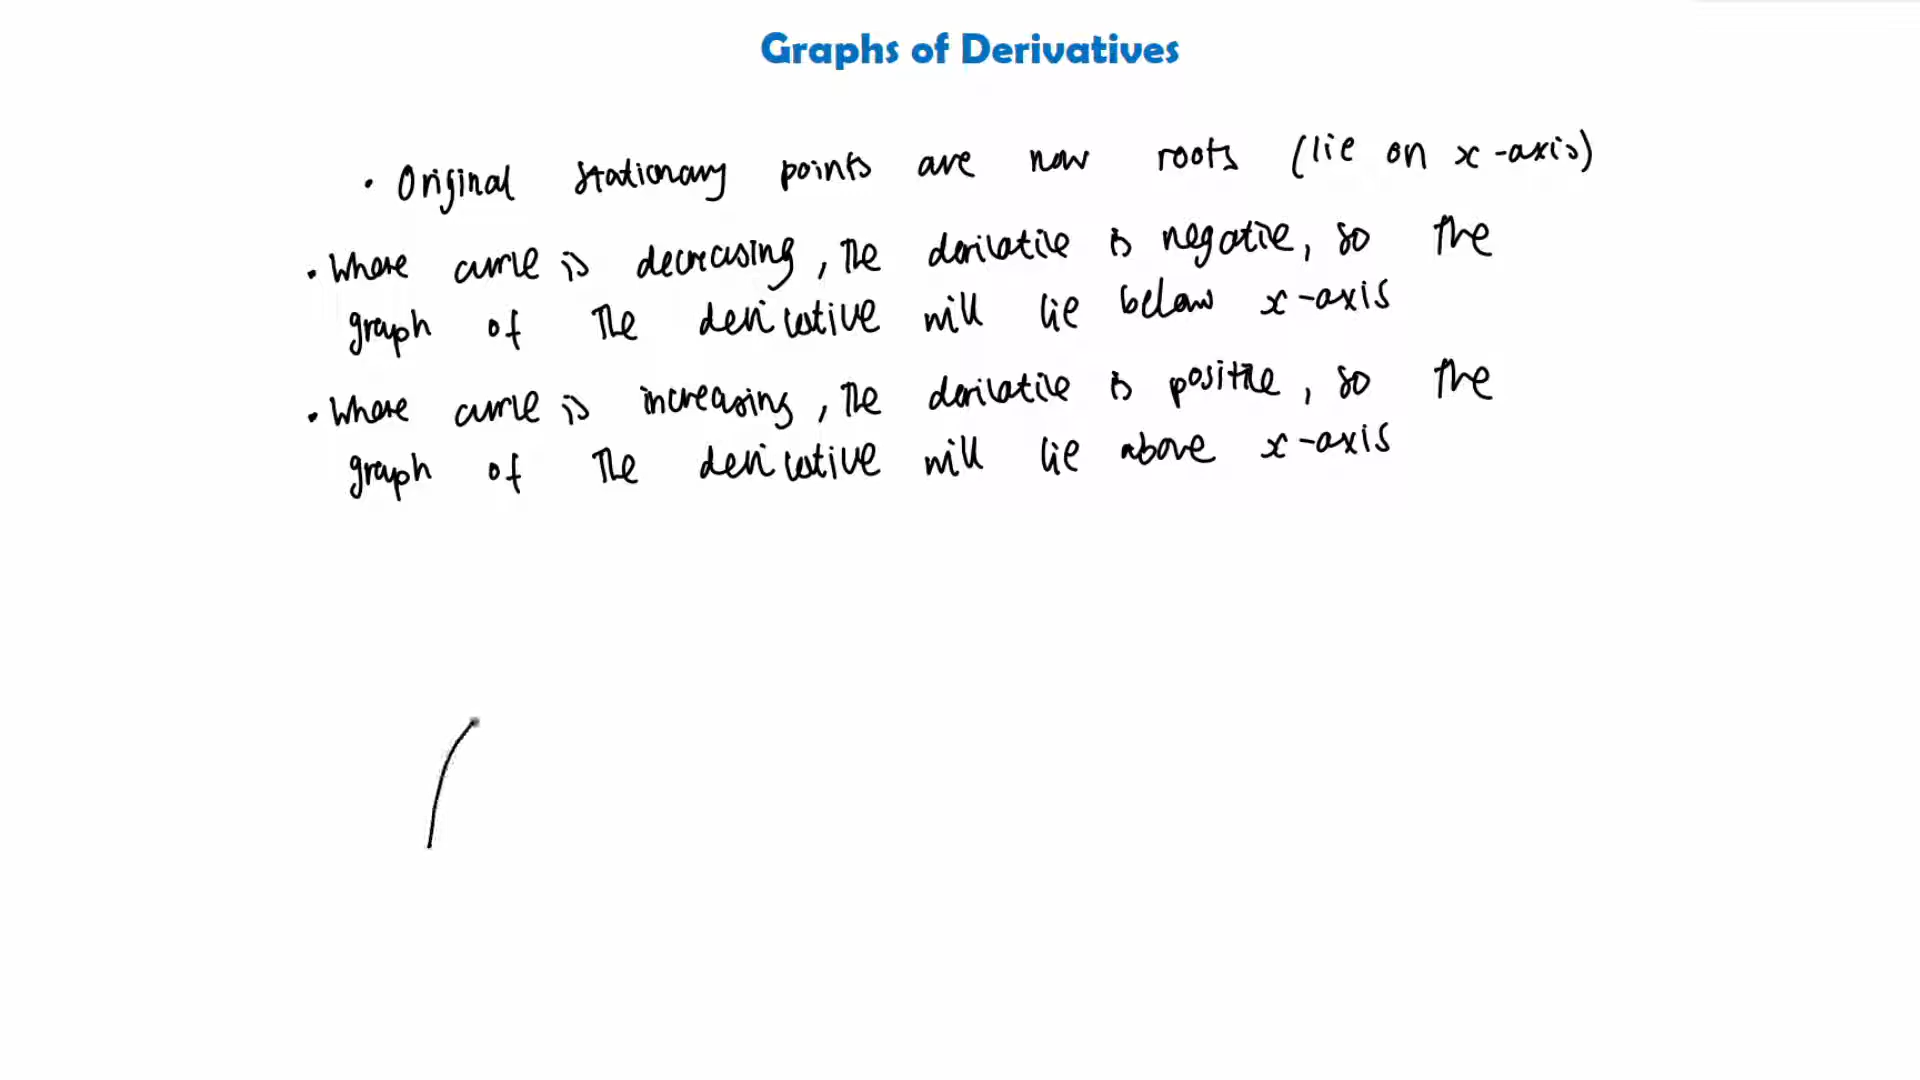 Graphs of Derivatives
• Original stationary points are now roots (lie on x-axis)
• Where curve is decreasing, the derivative is negative, so the
graph of the derivative will lie below x-axis
• Where curve is increasing, the derivative is positive, so the
graph of the derivative will lie above x-axis